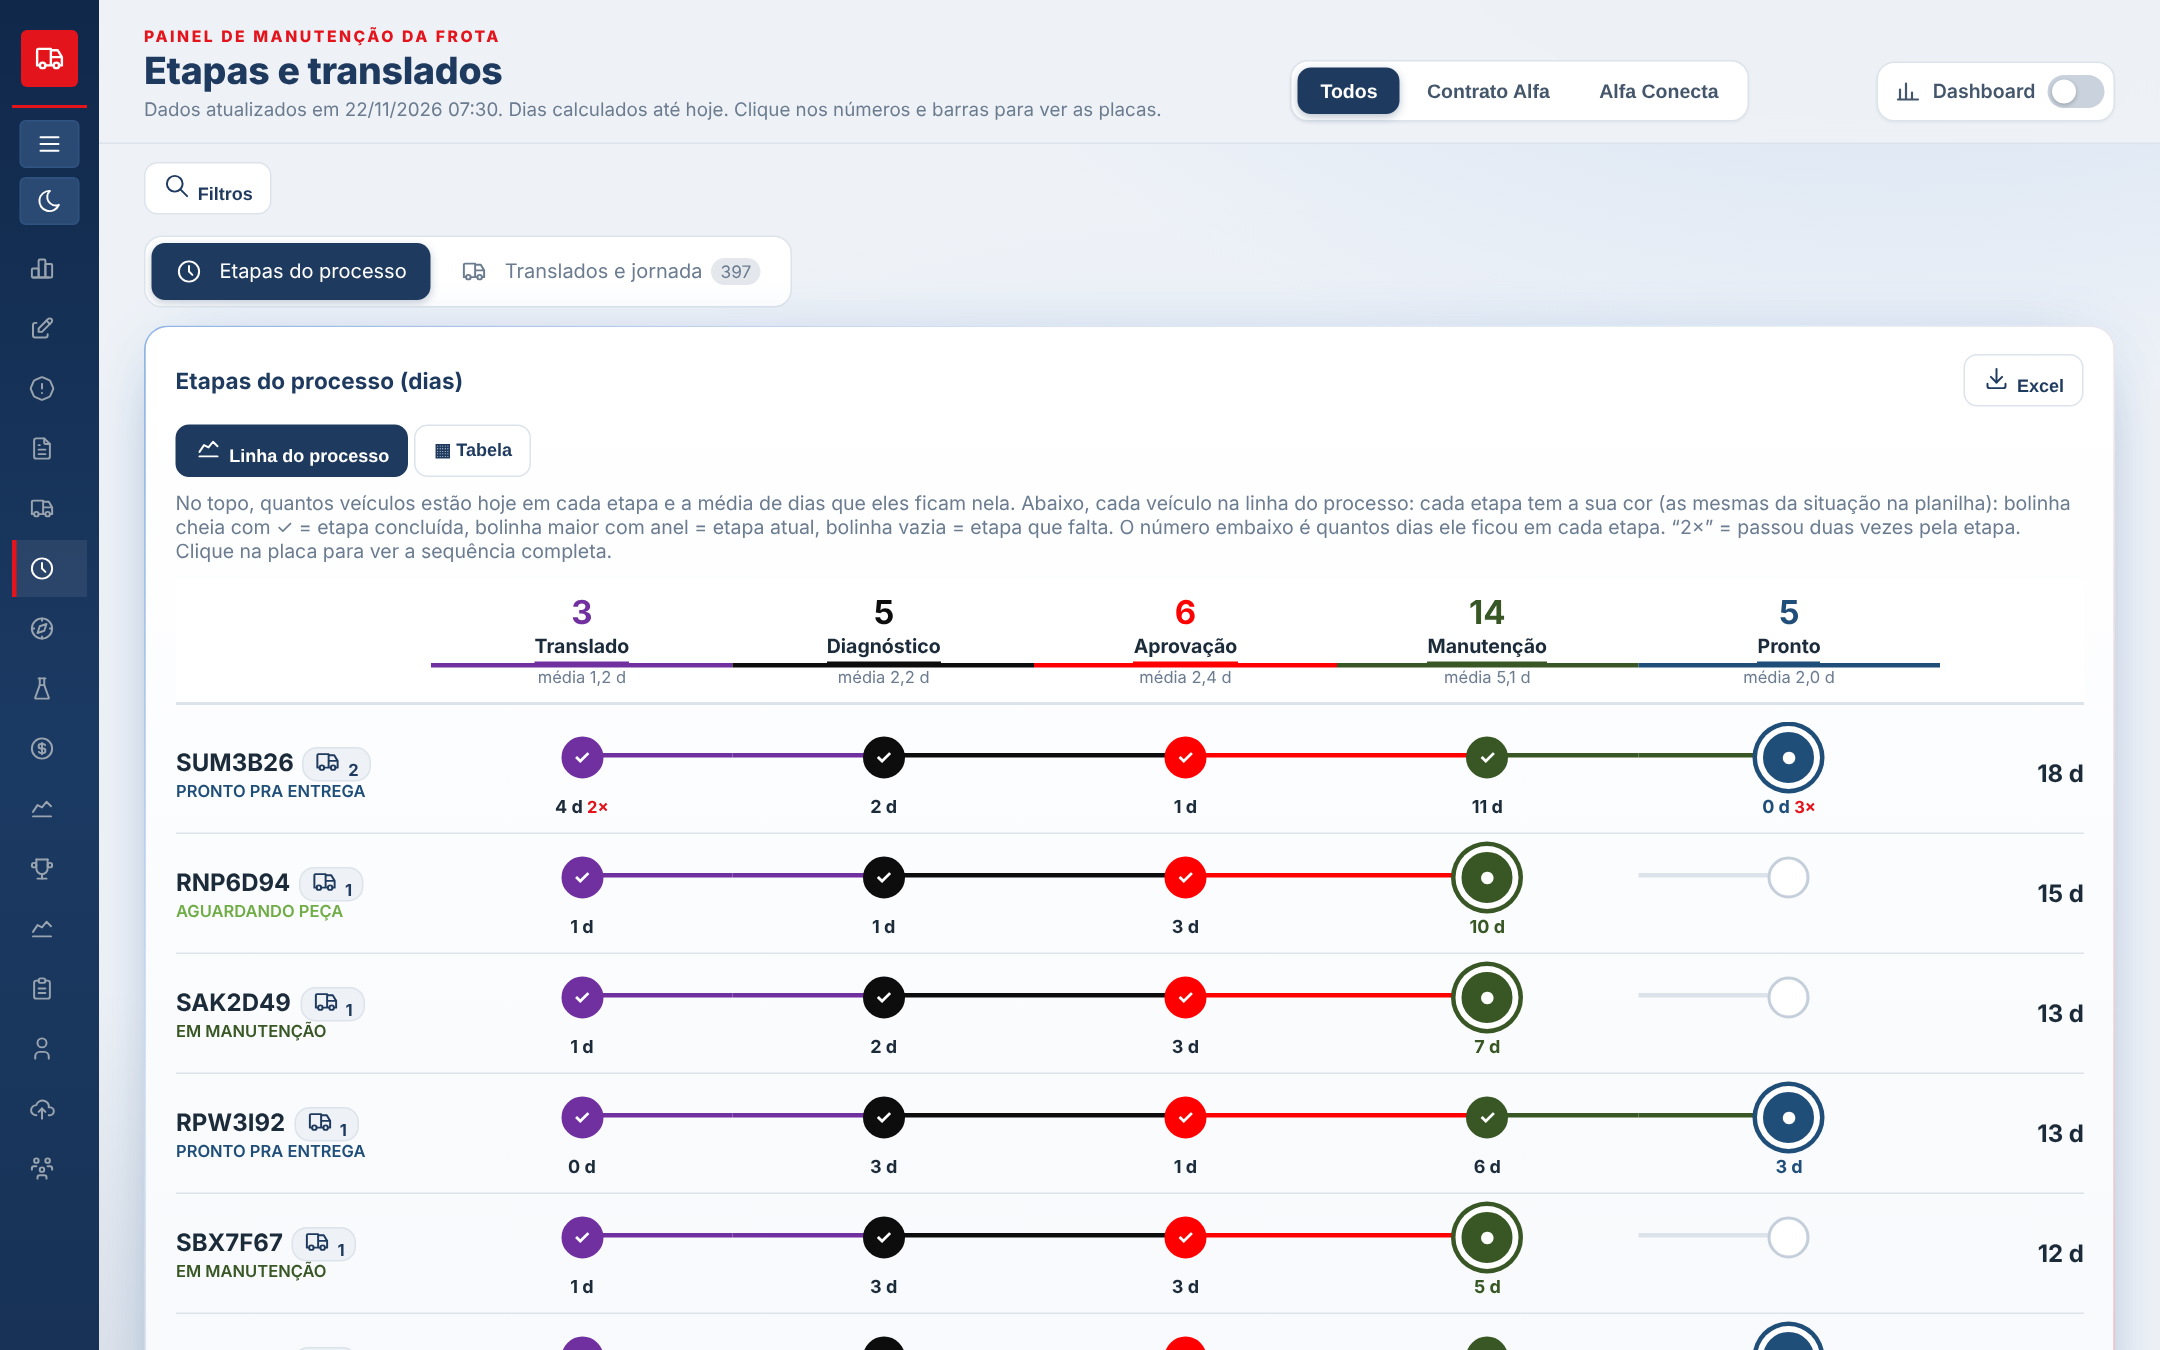 PAINEL DE MANUTENÇÃO DA FROTA
Etapas e translados
Dados atualizados em 22/11/2026 07:30. Dias calculados até hoje. Clique nos números e barras para ver as placas.
Todos
Contrato Alfa
Alfa Conecta
Dashboard
Filtros
Etapas do processo
Translados e jornada 397
Etapas do processo (dias)
Excel
Linha do processo
Tabela
No topo, quantos veículos estão hoje em cada etapa e a média de dias que eles ficam nela. Abaixo, cada veículo na linha do processo: cada etapa tem a sua cor (as mesmas da situação na planilha): bolinha
cheia com ✓ = etapa concluída, bolinha maior com anel = etapa atual, bolinha vazia = etapa que falta. O número embaixo é quantos dias ele ficou em cada etapa. “2×” = passou duas vezes pela etapa.
Clique na placa para ver a sequência completa.
3 5 6 14 5
Translado Diagnóstico Aprovação Manutenção Pronto
média 1,2 d média 2,2 d média 2,4 d média 5,1 d média 2,0 d
SUM3B26 2
PRONTO PRA ENTREGA
4 d 2× 2 d 1 d 11 d 0 d 3×
18 d
RNP6D94 1
AGUARDANDO PEÇA
1 d 1 d 3 d 10 d
15 d
SAK2D49 1
EM MANUTENÇÃO
1 d 2 d 3 d 7 d
13 d
RPW3I92 1
PRONTO PRA ENTREGA
0 d 3 d 1 d 6 d 3 d
13 d
SBX7F67 1
EM MANUTENÇÃO
1 d 3 d 3 d 5 d
12 d